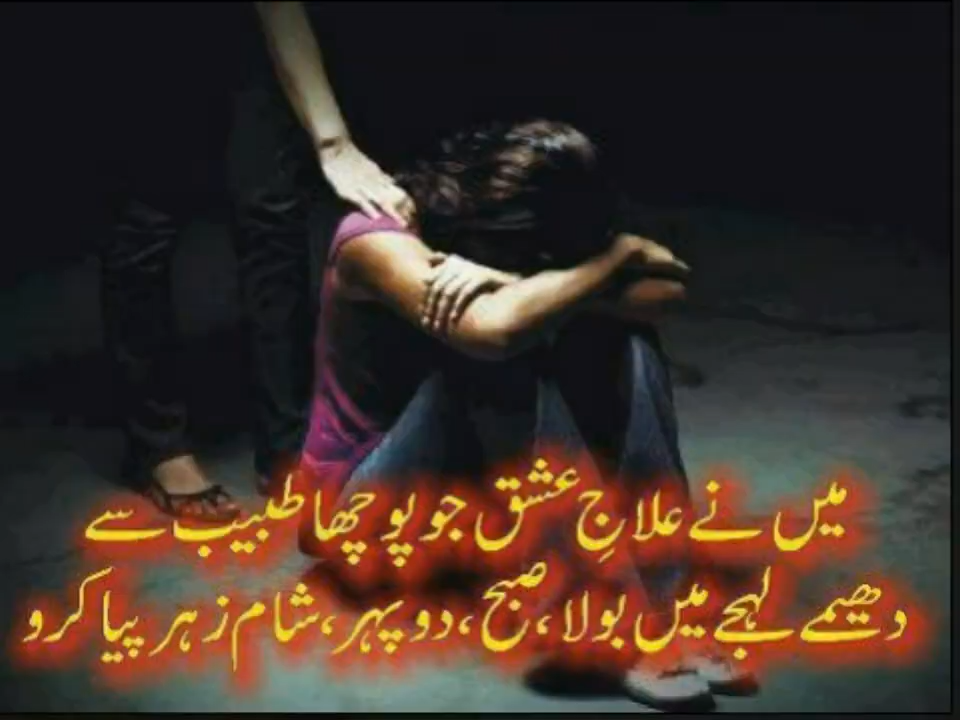 میں نے علاجِ عشق جو پوچھا طبیب سے
دھیمے لہجے میں بولا، صبح، دوپہر، شام زہر پیا کرو